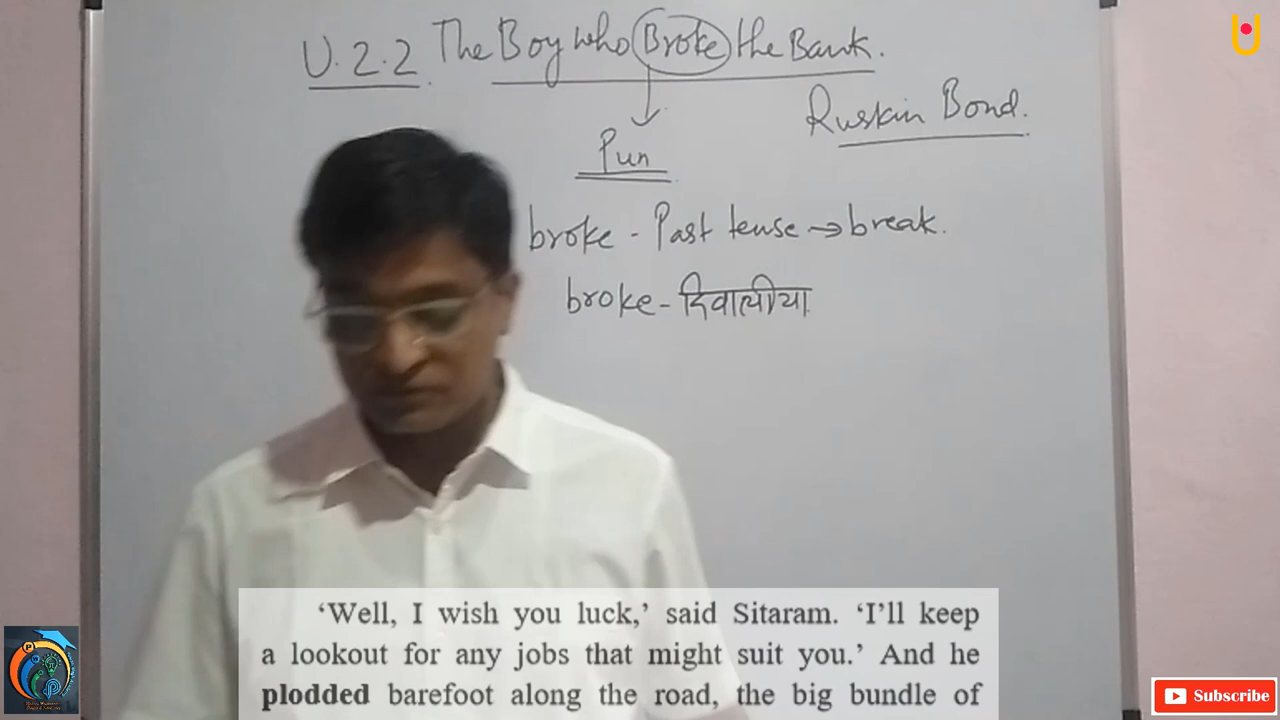 U. 2.2 The Boy who Broke the Bank.
Ruskin Bond.
Pun
broke - Past tense → break.
broke - दिवालीया
‘Well, I wish you luck,’ said Sitaram. ‘I’ll keep
a lookout for any jobs that might suit you.’ And he
plodded barefoot along the road, the big bundle of
Subscribe